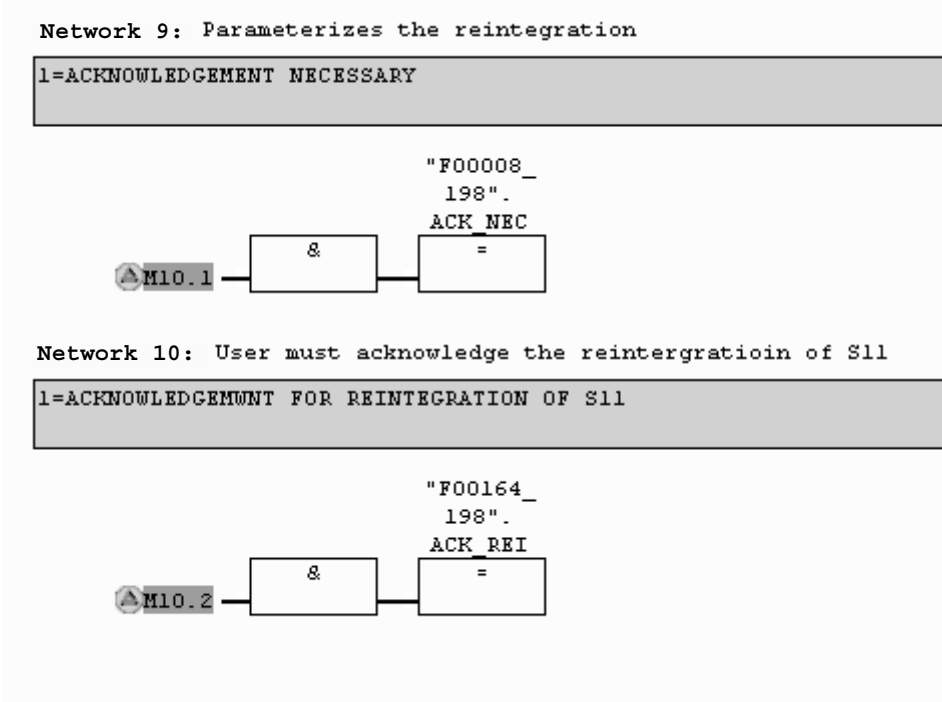 Network 9: Parameterizes the reintegration
1=ACKNOWLEDGEMENT NECESSARY
"F00008_
198".
ACK_NEC
&
=
M10.1
Network 10: User must acknowledge the reintergratioin of S11
1=ACKNOWLEDGEMWNT FOR REINTEGRATION OF S11
"F00164_
198".
ACK_REI
&
=
M10.2